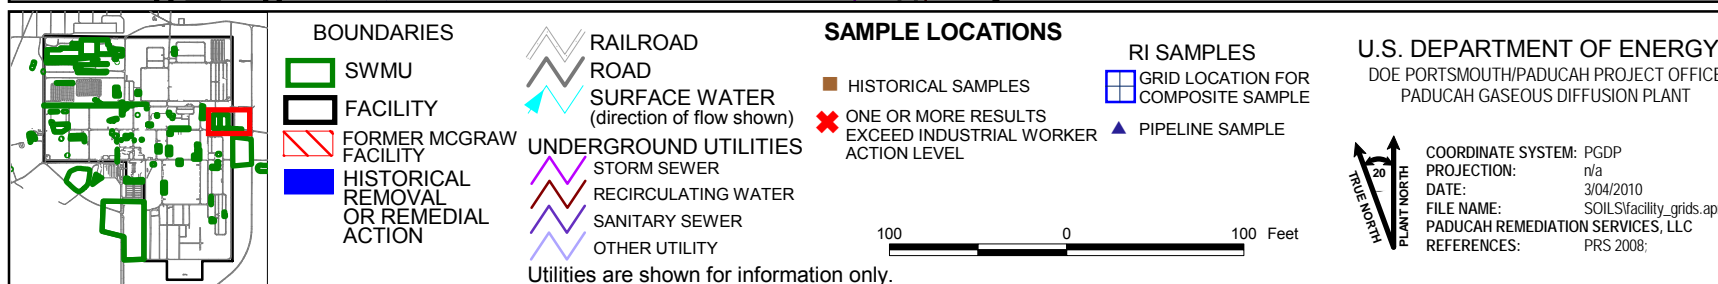 BOUNDARIES
SWMU
FACILITY
FORMER MCGRAW
FACILITY
HISTORICAL
REMOVAL
OR REMEDIAL
ACTION
RAILROAD
ROAD
SURFACE WATER
(direction of flow shown)
UNDERGROUND UTILITIES
STORM SEWER
RECIRCULATING WATER
SANITARY SEWER
OTHER UTILITY
Utilities are shown for information only.
SAMPLE LOCATIONS
HISTORICAL SAMPLES
ONE OR MORE RESULTS
EXCEED INDUSTRIAL WORKER
ACTION LEVEL
RI SAMPLES
GRID LOCATION FOR
COMPOSITE SAMPLE
PIPELINE SAMPLE
100 0 100 Feet
U.S. DEPARTMENT OF ENERGY
DOE PORTSMOUTH/PADUCAH PROJECT OFFICE
PADUCAH GASEOUS DIFFUSION PLANT
20
TRUE NORTH
PLANT NORTH
COORDINATE SYSTEM: PGDP
PROJECTION: n/a
DATE: 3/04/2010
FILE NAME: SOILS\facility_grids.ap
PADUCAH REMEDIATION SERVICES, LLC
REFERENCES: PRS 2008;